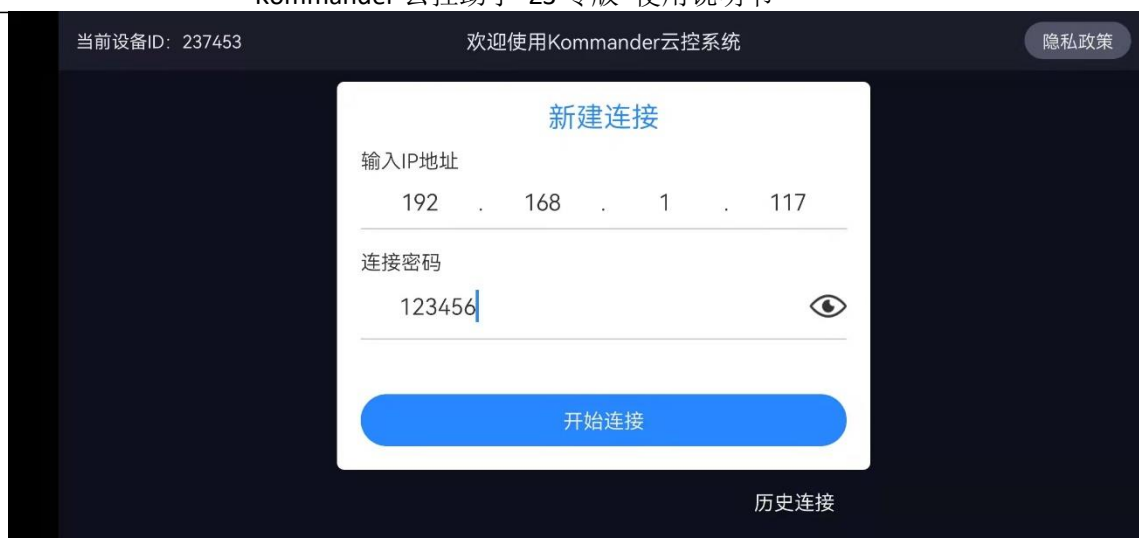 当前设备ID: 237453
欢迎使用Kommander云控系统
隐私政策
新建连接
输入IP地址
192 . 168 . 1 . 117
连接密码
123456
开始连接
历史连接